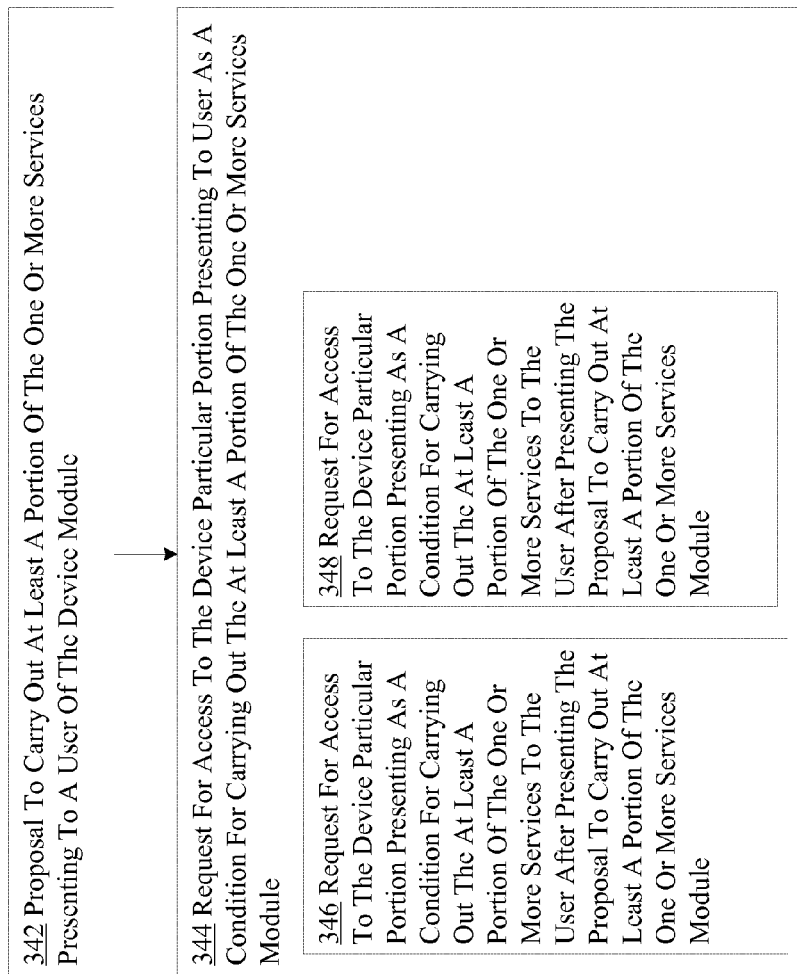 342 Proposal To Carry Out At Least A Portion Of The One Or More Services
Presenting To A User Of The Device Module
344 Request For Access To The Device Particular Portion Presenting To User As A
Condition For Carrying Out The At Least A Portion Of The One Or More Services
Module
346 Request For Access
To The Device Particular
Portion Presenting As A
Condition For Carrying
Out The At Least A
Portion Of The One Or
More Services To The
User After Presenting The
Proposal To Carry Out At
Least A Portion Of The
One Or More Services
Module
348 Request For Access
To The Device Particular
Portion Presenting As A
Condition For Carrying
Out The At Least A
Portion Of The One Or
More Services To The
User After Presenting The
Proposal To Carry Out At
Least A Portion Of The
One Or More Services
Module